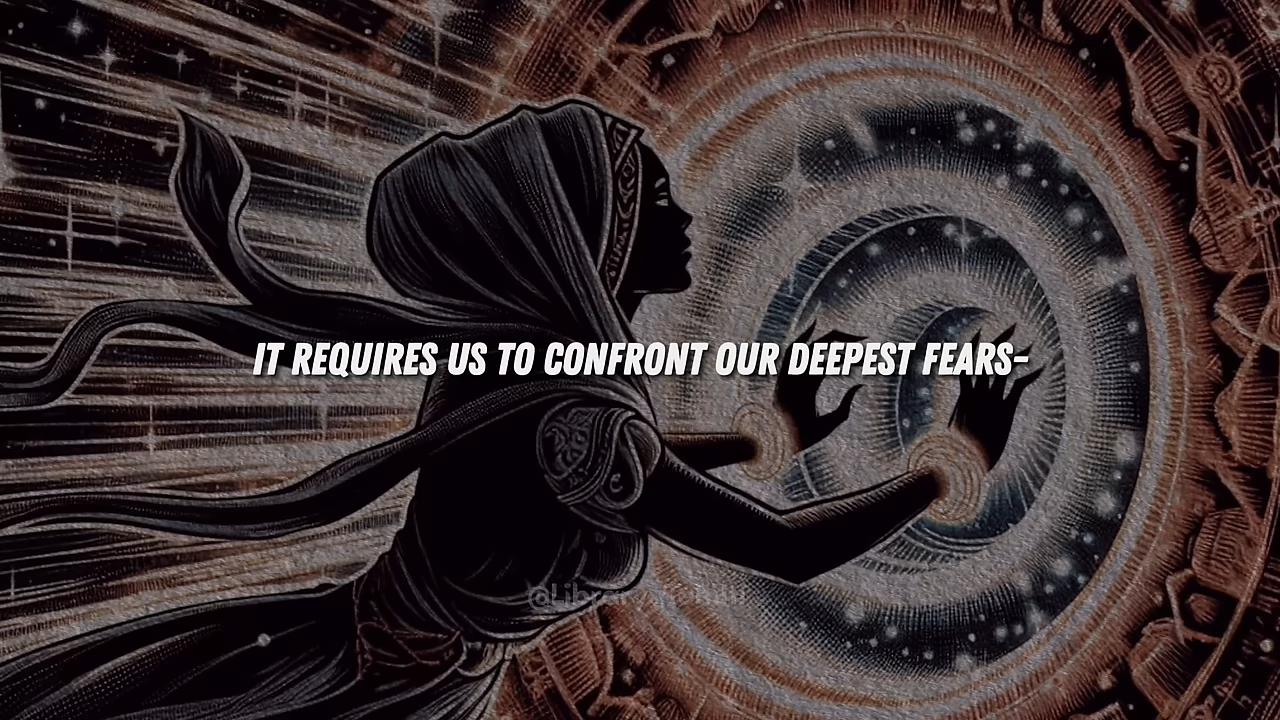 IT REQUIRES US TO CONFRONT OUR DEEPEST FEARS-